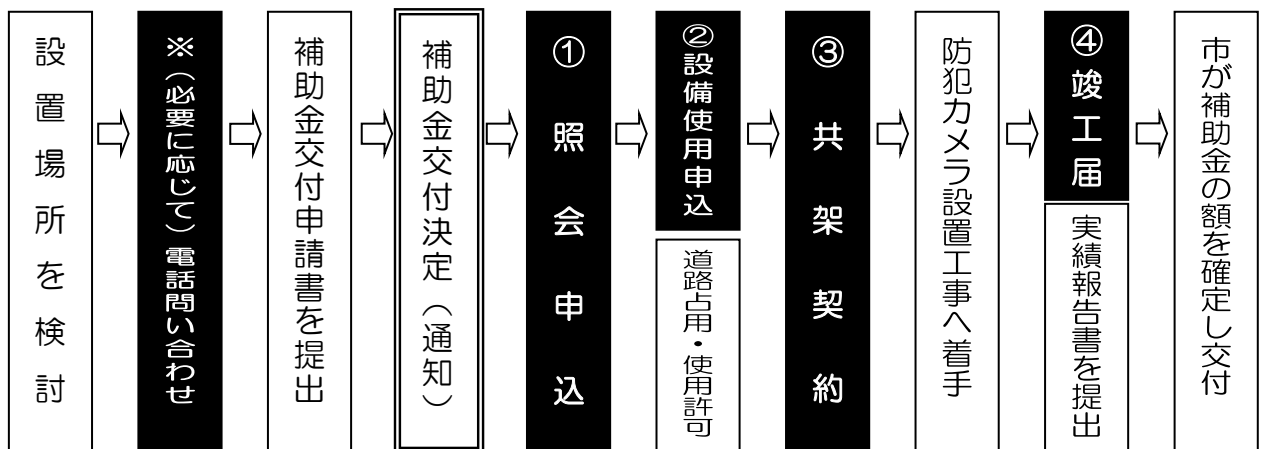 設置場所を検討
※（必要に応じて）電話問い合わせ
補助金交付申請書を提出
補助金交付決定（通知）
①照会申込
②設備使用申込
道路占用・使用許可
③共架契約
防犯カメラ設置工事へ着手
④竣工届
実績報告書を提出
市が補助金の額を確定し交付